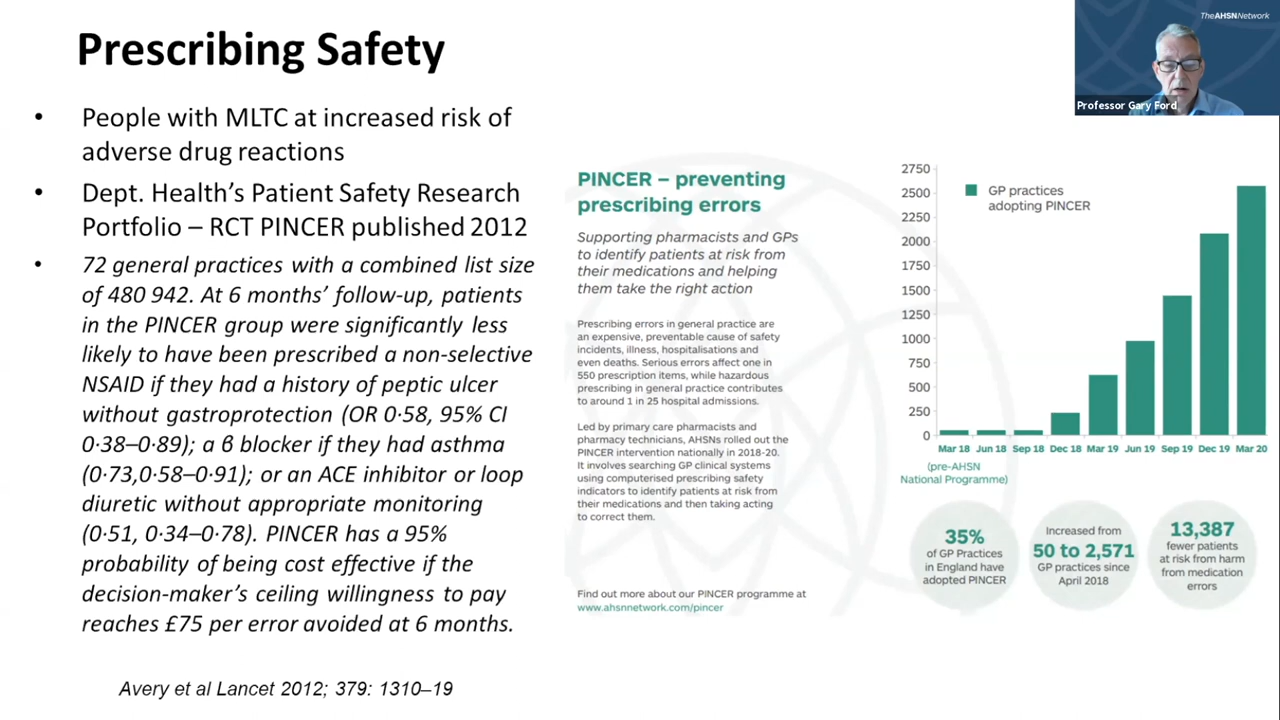 Prescribing Safety
TheAHSNNetwork
Professor Gary Ford
• People with MLTC at increased risk of
adverse drug reactions
• Dept. Health’s Patient Safety Research
Portfolio – RCT PINCER published 2012
• 72 general practices with a combined list size
of 480 942. At 6 months’ follow-up, patients
in the PINCER group were significantly less
likely to have been prescribed a non-selective
NSAID if they had a history of peptic ulcer
without gastroprotection (OR 0·58, 95% CI
0·38–0·89); a β blocker if they had asthma
(0·73,0·58–0·91); or an ACE inhibitor or loop
diuretic without appropriate monitoring
(0·51, 0·34–0·78). PINCER has a 95%
probability of being cost effective if the
decision-maker’s ceiling willingness to pay
reaches £75 per error avoided at 6 months.
Avery et al Lancet 2012; 379: 1310–19
PINCER – preventing
prescribing errors
Supporting pharmacists and GPs
to identify patients at risk from
their medications and helping
them take the right action
Prescribing errors in general practice are
an expensive, preventable cause of safety
incidents, illness, hospitalisations and
even deaths. Serious errors affect one in
550 prescription items, while hazardous
prescribing in general practice contributes
to around 1 in 25 hospital admissions.
Led by primary care pharmacists and
pharmacy technicians, AHSNs rolled out the
PINCER intervention nationally in 2018-20.
It involves searching GP clinical systems
using computerised prescribing safety
indicators to identify patients at risk from
their medications and then taking acting
to correct them.
Find out more about our PINCER programme at
www.ahsnnetwork.com/pincer
GP practices
adopting PINCER
2750
2500
2250
2000
1750
1500
1250
1000
750
500
250
0
Mar 18 Jun 18 Sep 18 Dec 18 Mar 19 Jun 19 Sep 19 Dec 19 Mar 20
(pre-AHSN
National Programme)
35%
of GP Practices
in England have
adopted PINCER
Increased from
50 to 2,571
GP practices since
April 2018
13,387
fewer patients
at risk from harm
from medication
errors